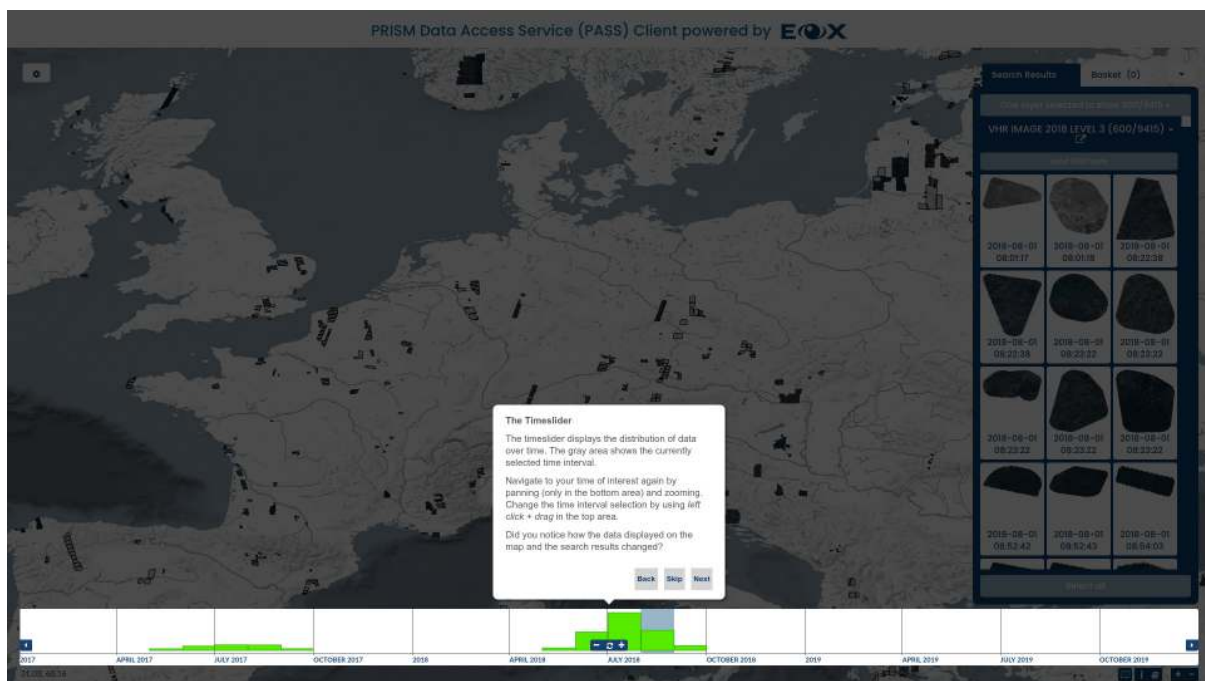 PRISM Data Access Service (PASS) Client powered by EOX
Search Results
Basket (0)
VHR IMAGE 2018 LEVEL 3 (600/9415)
2018-08-01
08:01:17
2018-08-01
08:01:18
2018-08-01
08:22:38
2018-08-01
08:22:38
2018-08-01
08:23:22
2018-08-01
08:23:22
2018-08-01
08:23:22
2018-08-01
08:23:22
2018-08-01
08:23:22
2018-08-01
08:52:42
2018-08-01
08:52:43
2018-08-01
08:54:03
Select all
The Timeslider
The timeslider displays the distribution of data
over time. The gray area shows the currently
selected time interval.
Navigate to your time of interest again by
panning (only in the bottom area) and zooming.
Change the time interval selection by using left
click + drag in the top area.
Did you notice how the data displayed on the
map and the search results changed?
Back Skip Next
2017 APRIL 2017 JULY 2017 OCTOBER 2017 2018 APRIL 2018 JULY 2018 OCTOBER 2018 2019 APRIL 2019 JULY 2019 OCTOBER 2019